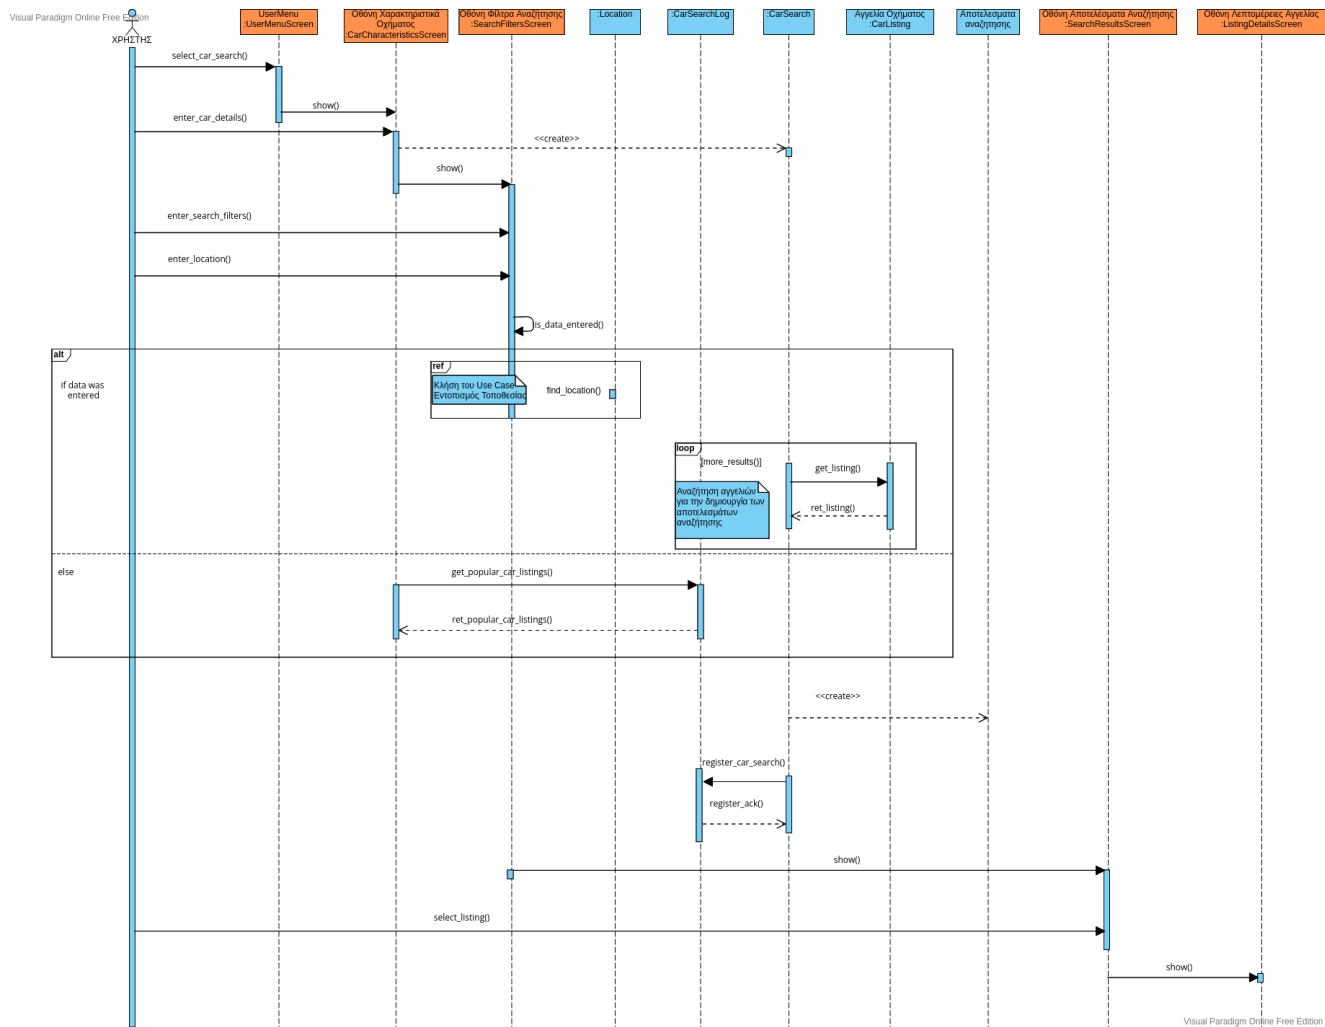 Visual Paradigm Online Free Edition
ΧΡΗΣΤΗΣ
UserMenu
:UserMenuScreen
Οθόνη Χαρακτηριστικά
Οχήματος
:CarCharacteristicsScreen
Οθόνη Φίλτρα Αναζήτησης
:SearchFiltersScreen
:Location
:CarSearchLog
:CarSearch
Αγγελία Οχήματος
:CarListing
Αποτελεσματα
αναζητησης
Οθόνη Αποτελέσματα Αναζήτησης
:SearchResultsScreen
Οθόνη Λεπτομέρειες Αγγελίας
:ListingDetailsScreen
select_car_search()
show()
enter_car_details()
<<create>>
show()
enter_search_filters()
enter_location()
is_data_entered()
alt
if data was
entered
ref
Κλήση του Use Case
Εντοπισμός Τοποθεσίας
find_location()
loop
[more_results()]
get_listing()
Αναζήτηση αγγελιών
για την δημιουργία των
αποτελεσμάτων
αναζήτησης
ret_listing()
else
get_popular_car_listings()
ret_popular_car_listings()
<<create>>
register_car_search()
register_ack()
show()
select_listing()
show()
Visual Paradigm Online Free Edition